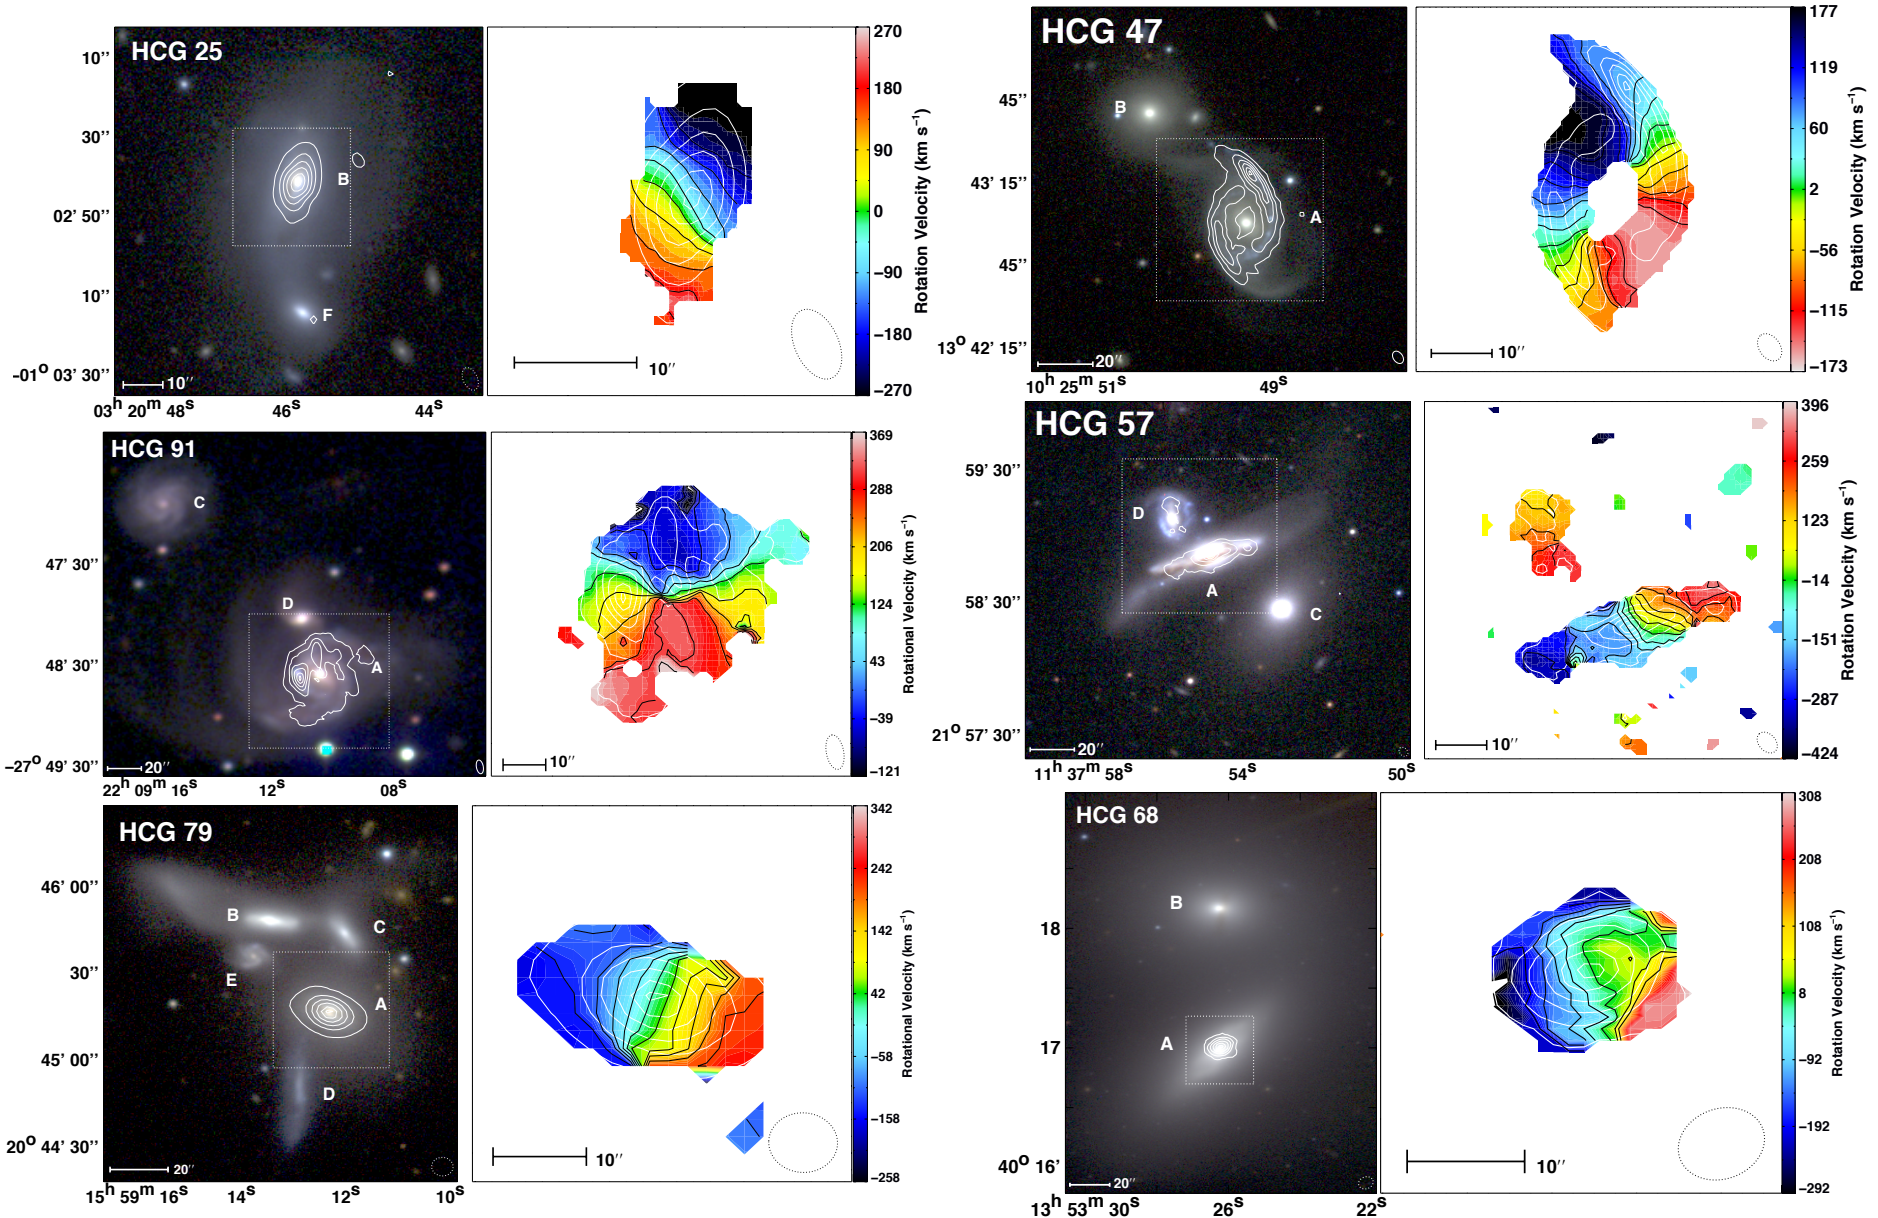 HCG 25
10''
30''
02' 50''
10''
-01° 03' 30''
B
F
10''
03h 20m 48s 46s 44s
10''
270
180
90
0
−90
−180
−270
Rotation Velocity (km s−1)
HCG 47
45''
43' 15''
45''
13° 42' 15''
B
A
20''
10h 25m 51s 49s
10''
177
119
60
2
−56
−115
−173
Rotation Velocity (km s−1)
HCG 91
47' 30''
48' 30''
−27° 49' 30''
C
D
A
20''
22h 09m 16s 12s 08s
10''
369
288
206
124
43
−39
−121
Rotational Velocity (km s−1)
HCG 57
59' 30''
58' 30''
21° 57' 30''
D
A
C
20''
11h 37m 58s 54s 50s
10''
396
259
123
−14
−151
−287
−424
Rotation Velocity (km s−1)
HCG 79
46' 00''
30''
45' 00''
20° 44' 30''
B
C
E
A
D
20''
15h 59m 16s 14s 12s 10s
10''
342
242
142
42
−58
−158
−258
Rotational Velocity (km s−1)
HCG 68
18
17
40° 16'
B
A
20''
13h 53m 30s 26s 22s
10''
308
208
108
8
−92
−192
−292
Rotation Velocity (km s−1)